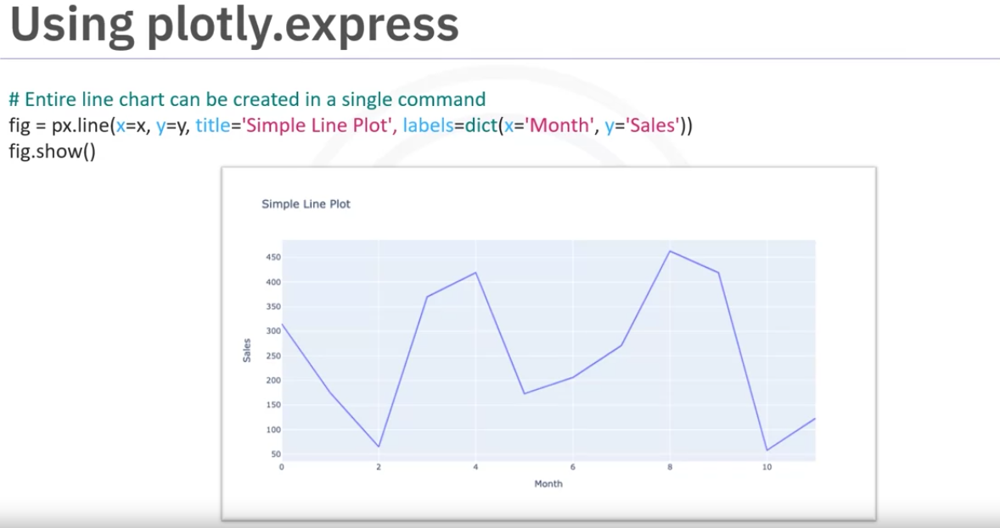 Using plotly.express
# Entire line chart can be created in a single command
fig = px.line(x=x, y=y, title='Simple Line Plot', labels=dict(x='Month', y='Sales'))
fig.show()
Simple Line Plot
450
400
350
300
250
200
150
100
50
Sales
0 2 4 6 8 10
Month